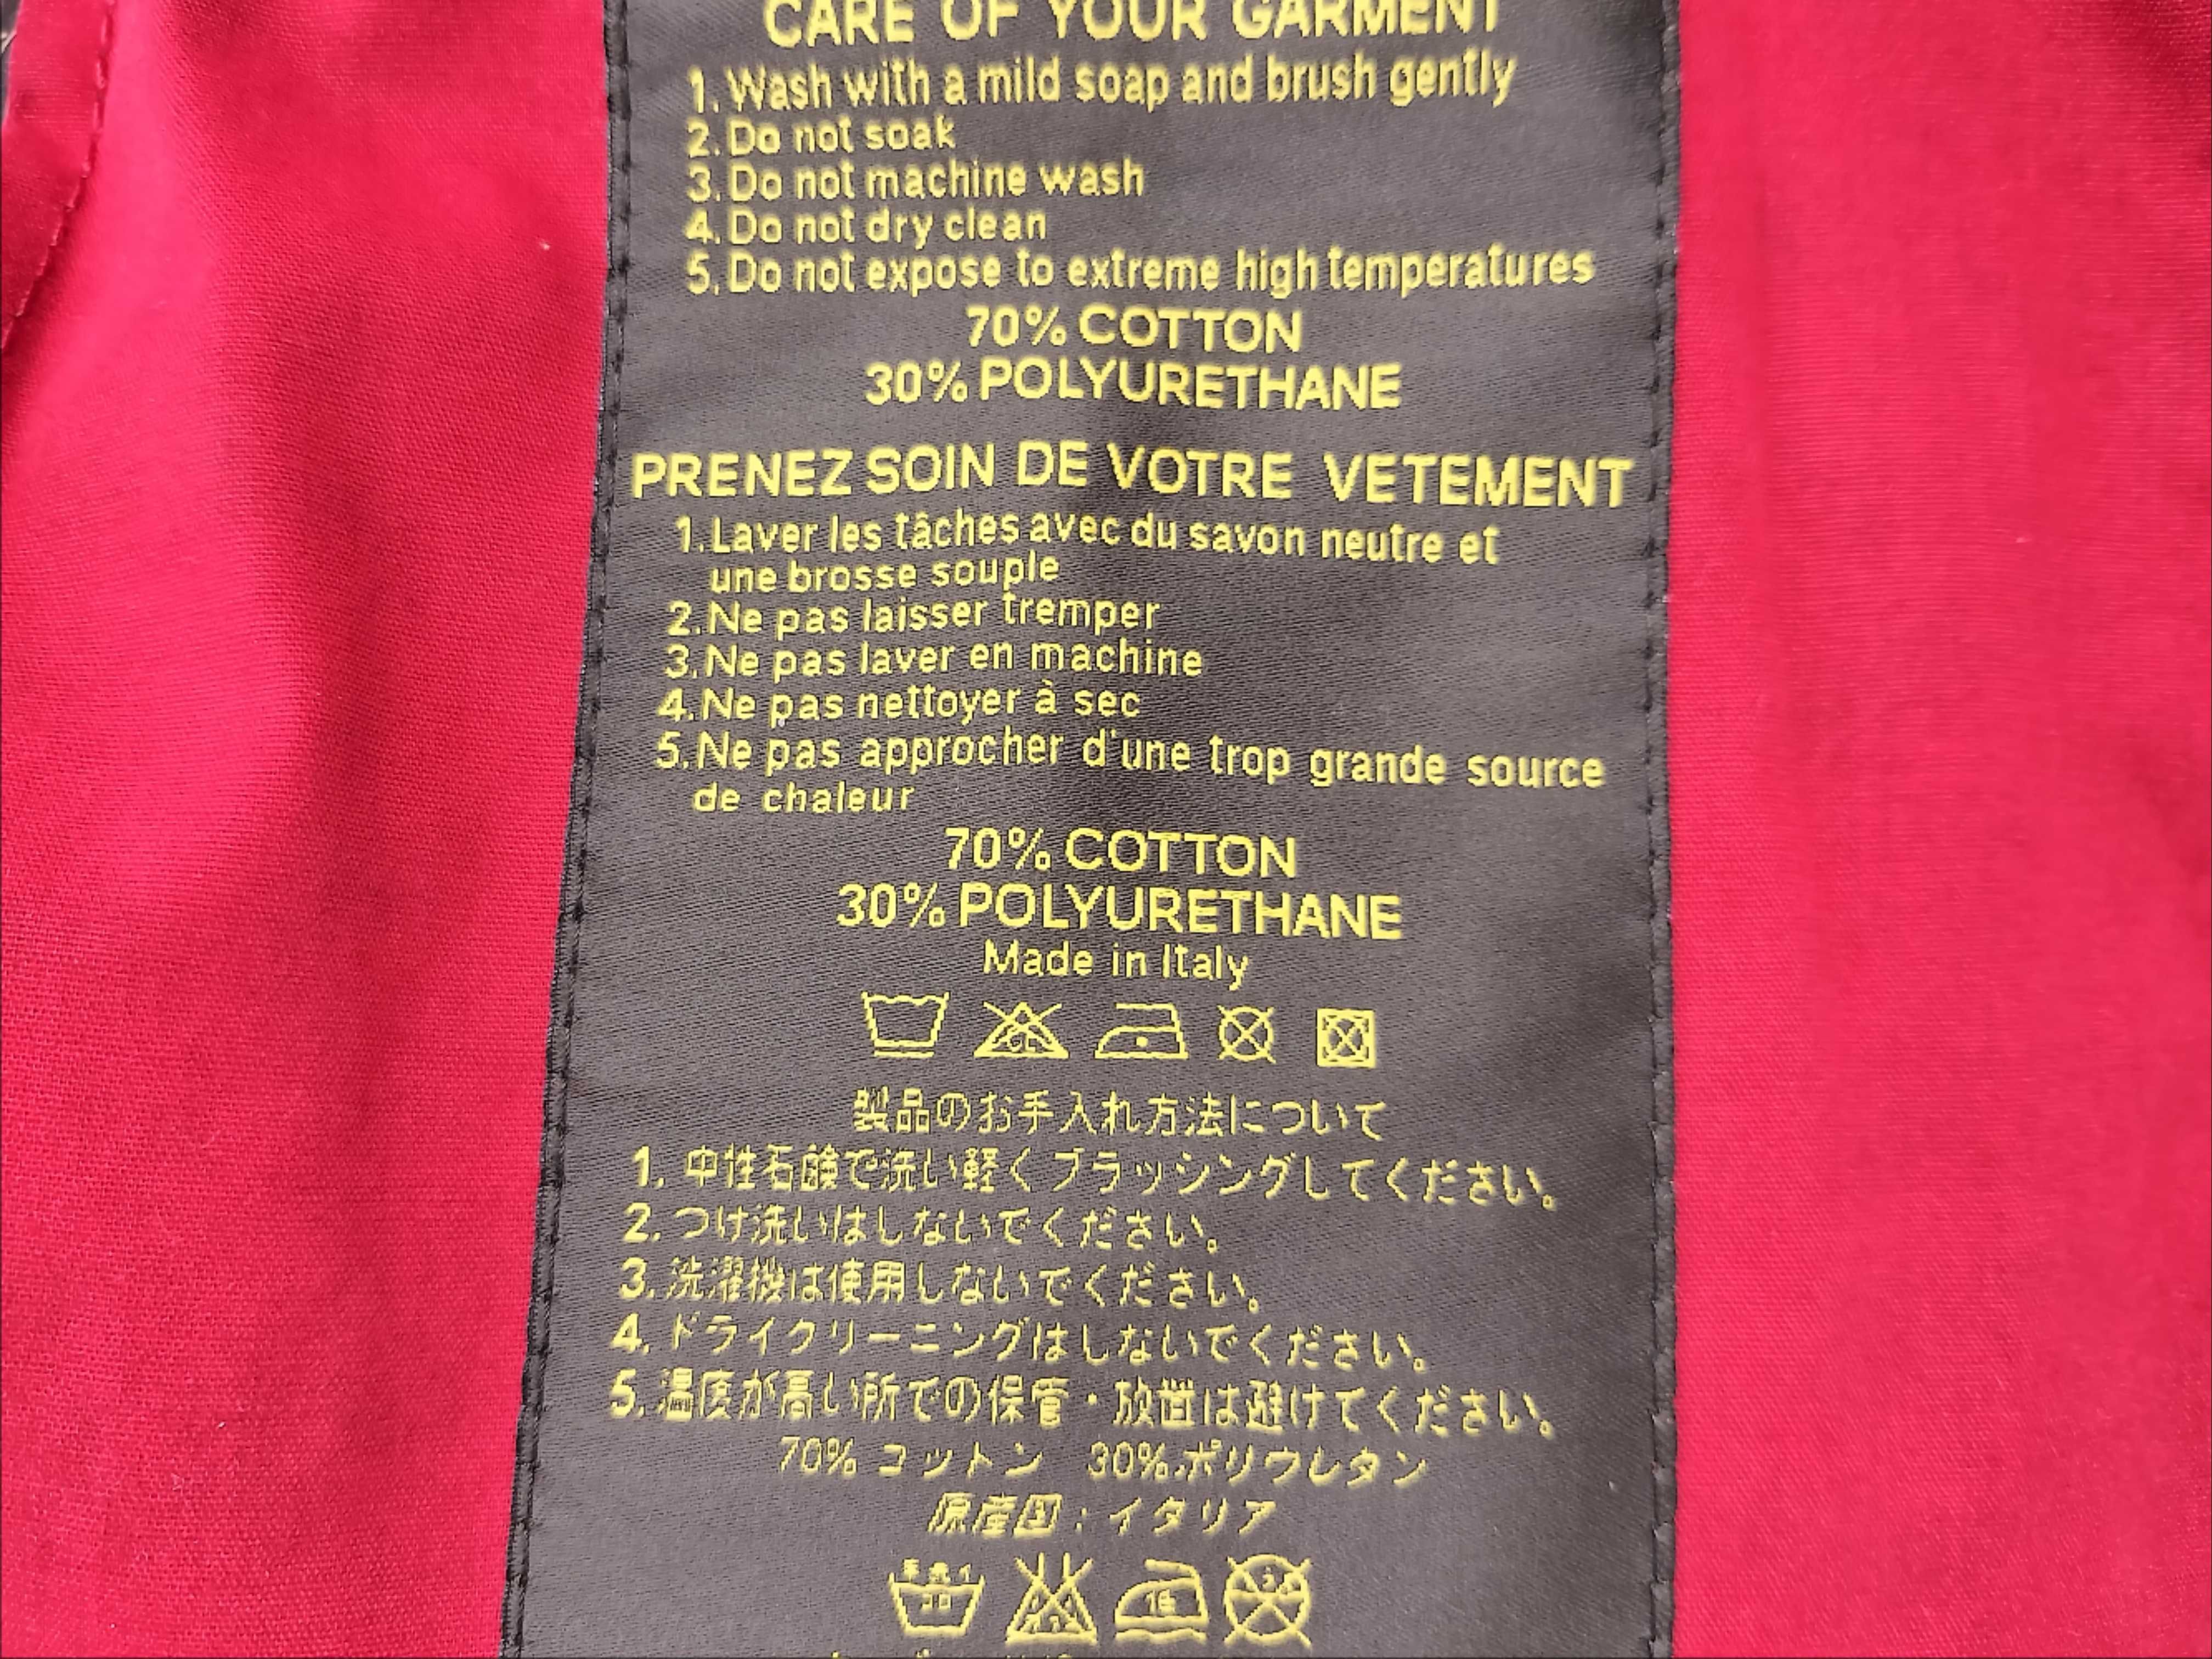 CARE OF YOUR GARMENT
1. Wash with a mild soap and brush gently
2. Do not soak
3. Do not machine wash
4. Do not dry clean
5. Do not expose to extreme high temperatures
70% COTTON
30% POLYURETHANE
PRENEZ SOIN DE VOTRE VETEMENT
1. Laver les tâches avec du savon neutre et
une brosse souple
2. Ne pas laisser tremper
3. Ne pas laver en machine
4. Ne pas nettoyer à sec
5. Ne pas approcher d'une trop grande source
de chaleur
70% COTTON
30% POLYURETHANE
Made in Italy
CL
製品のお手入れ方法について
1. 中性石鹸で洗い軽くブラッシングしてください。
2. つけ洗いはしないでください。
3. 洗濯機は使用しないでください。
4. ドライクリーニングはしないでください。
5. 温度が高い所での保管・放置は避けてください。
70% コットン 30% ポリウレタン
原産国：イタリア